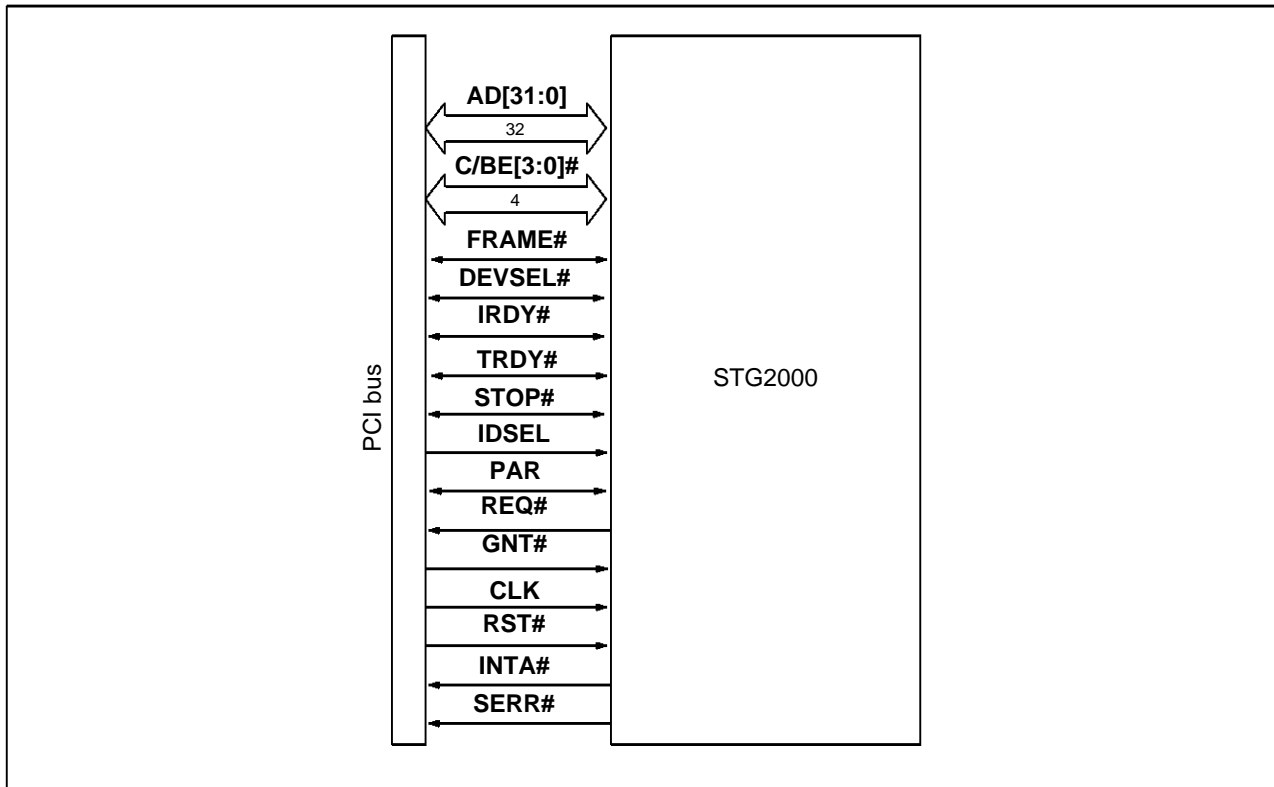 AD[31:0]
32
C/BE[3:0]#
4
FRAME#
DEVSEL#
IRDY#
TRDY#
STOP#
IDSEL
PAR
REQ#
GNT#
CLK
RST#
INTA#
SERR#
PCI bus
STG2000